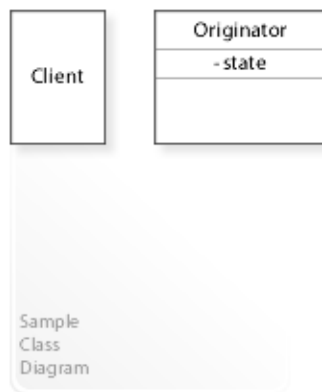 Originator
- state
Client
Sample
Class
Diagram